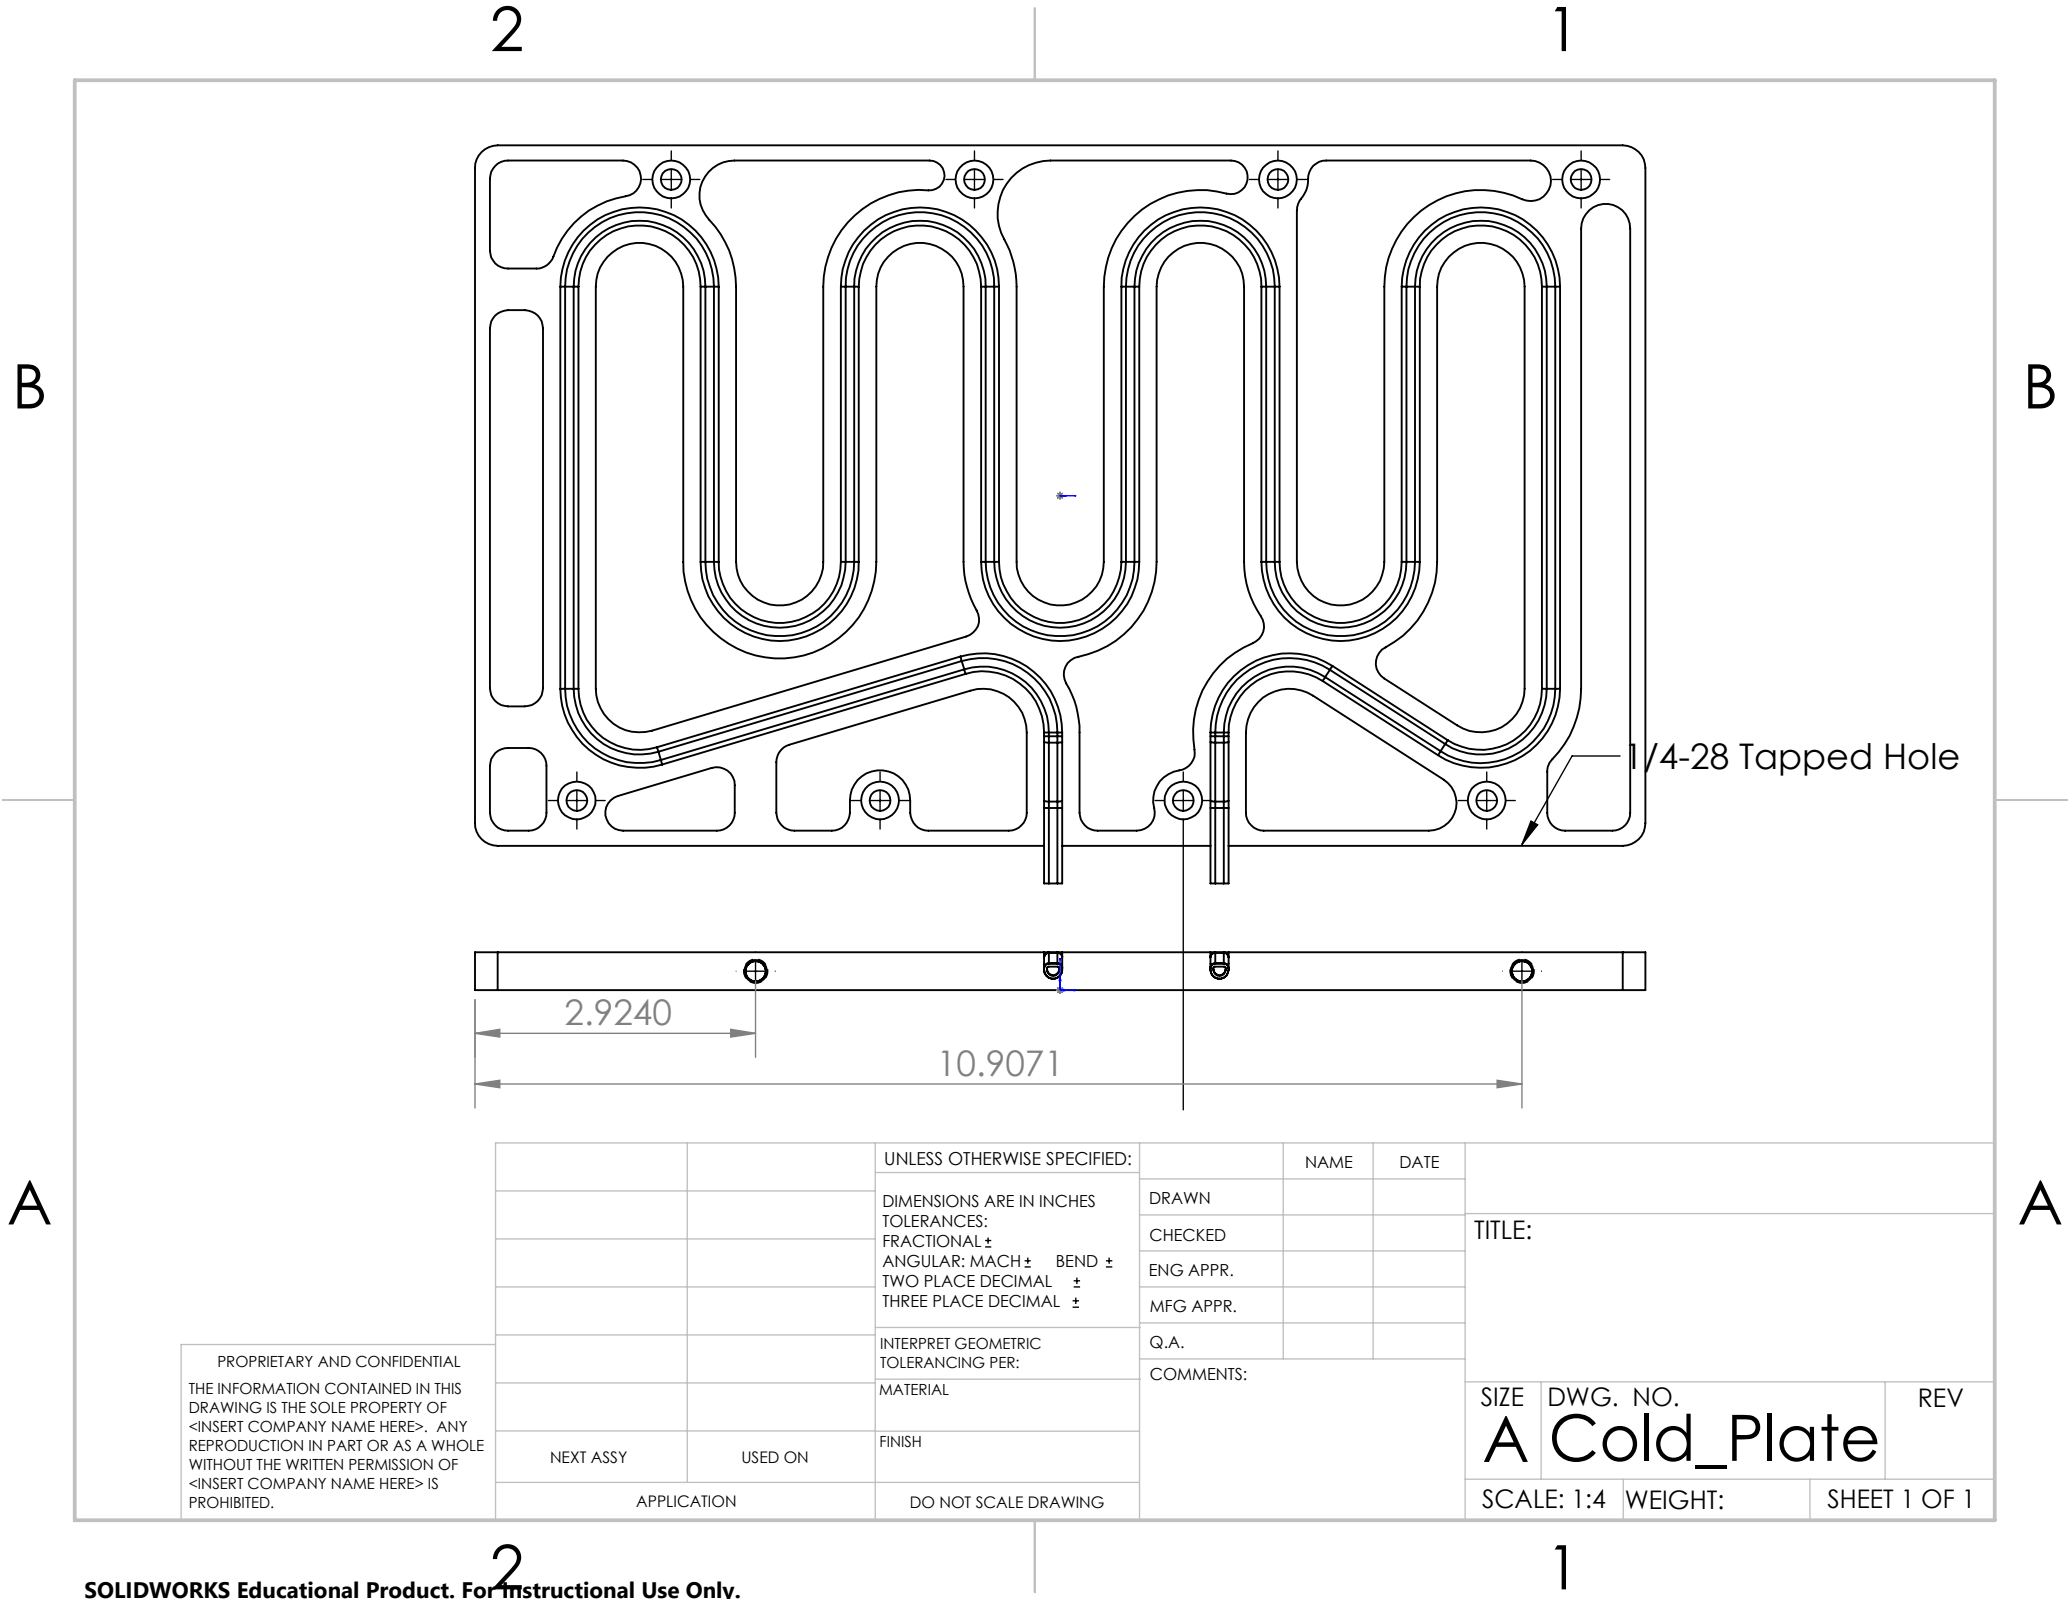 2
1
B
B
1/4-28 Tapped Hole
2.9240
10.9071
A
A
UNLESS OTHERWISE SPECIFIED:
DIMENSIONS ARE IN INCHES
TOLERANCES:
FRACTIONAL ±
ANGULAR: MACH ± BEND ±
TWO PLACE DECIMAL ±
THREE PLACE DECIMAL ±
INTERPRET GEOMETRIC
TOLERANCING PER:
MATERIAL
FINISH
DO NOT SCALE DRAWING
NAME
DATE
DRAWN
CHECKED
ENG APPR.
MFG APPR.
Q.A.
COMMENTS:
TITLE:
SIZE
A
DWG. NO.
Cold_Plate
REV
SCALE: 1:4
WEIGHT:
SHEET 1 OF 1
PROPRIETARY AND CONFIDENTIAL
THE INFORMATION CONTAINED IN THIS
DRAWING IS THE SOLE PROPERTY OF
<INSERT COMPANY NAME HERE>. ANY
REPRODUCTION IN PART OR AS A WHOLE
WITHOUT THE WRITTEN PERMISSION OF
<INSERT COMPANY NAME HERE> IS
PROHIBITED.
NEXT ASSY
USED ON
APPLICATION
2
1
SOLIDWORKS Educational Product. For Instructional Use Only.